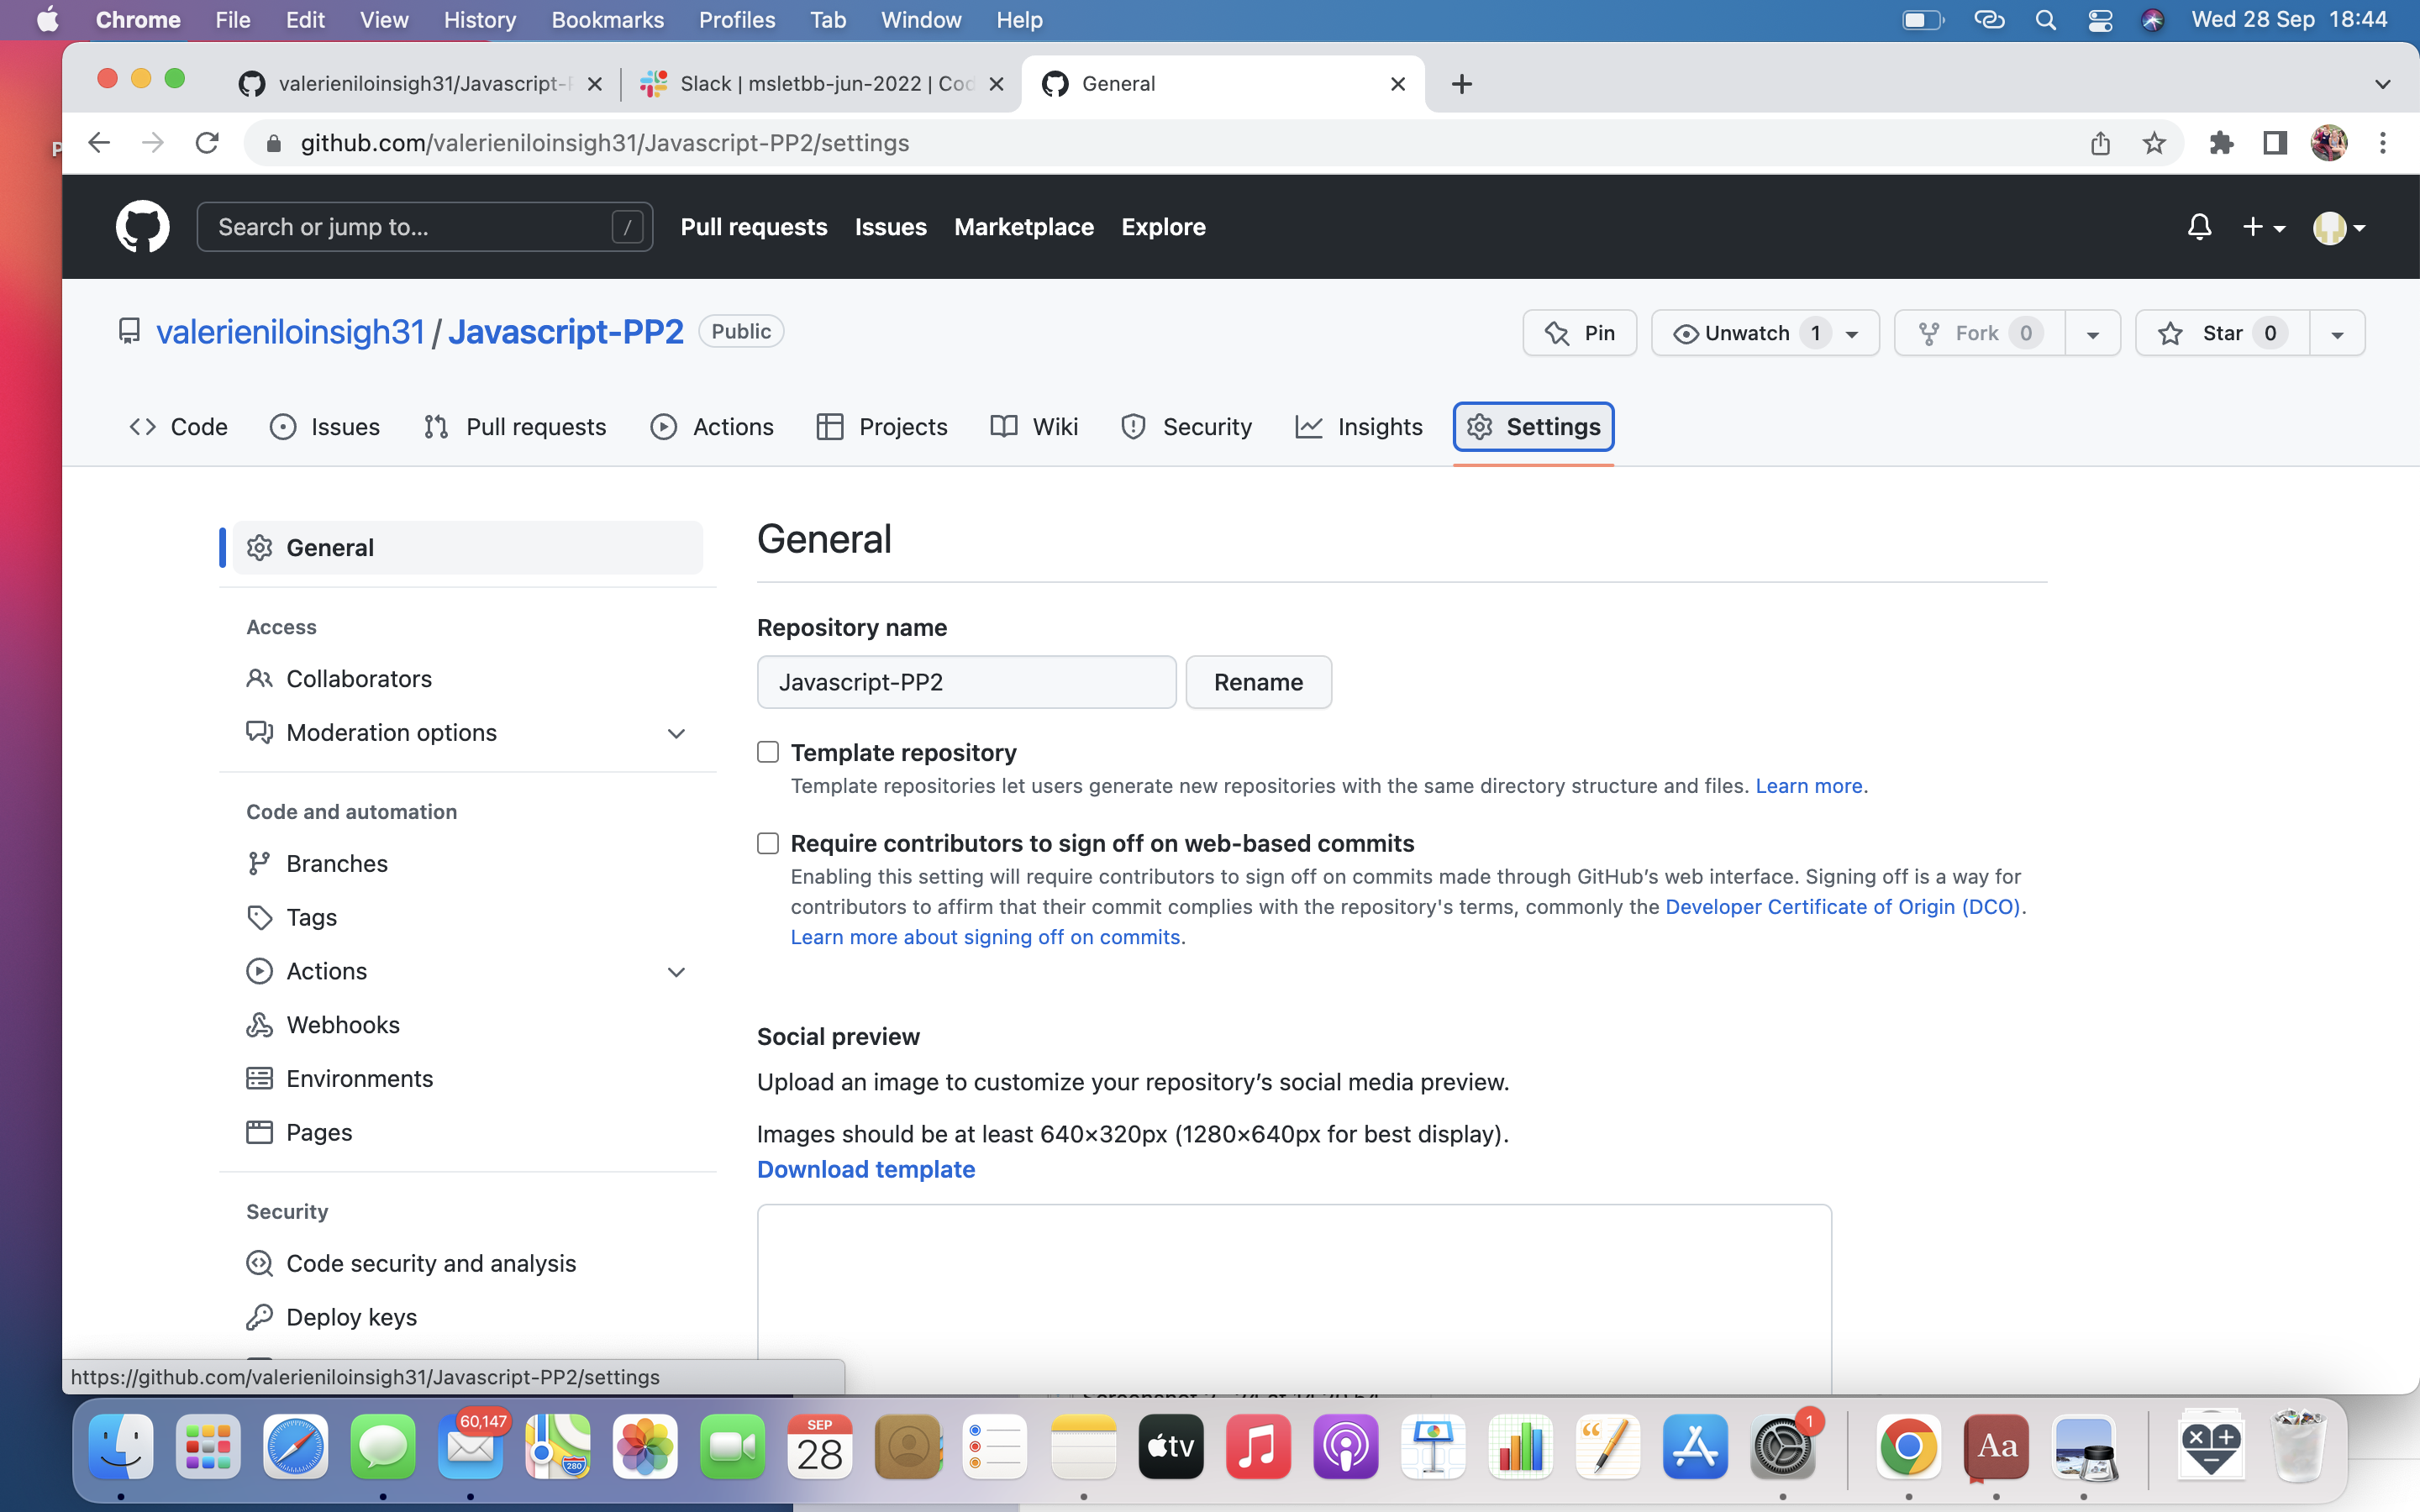 Chrome File Edit View History Bookmarks Profiles Tab Window Help Wed 28 Sep 18:44
valerieniloinsigh31/Javascript- Slack | msletbb-jun-2022 | Cod General
github.com/valerieniloinsigh31/Javascript-PP2/settings
Search or jump to... / Pull requests Issues Marketplace Explore
valerieniloinsigh31 / Javascript-PP2 Public Pin Unwatch 1 Fork 0 Star 0
Code Issues Pull requests Actions Projects Wiki Security Insights Settings
General
Access
Collaborators
Moderation options
Code and automation
Branches
Tags
Actions
Webhooks
Environments
Pages
Security
Code security and analysis
Deploy keys
General
Repository name
Javascript-PP2 Rename
Template repository
Template repositories let users generate new repositories with the same directory structure and files. Learn more.
Require contributors to sign off on web-based commits
Enabling this setting will require contributors to sign off on commits made through GitHub’s web interface. Signing off is a way for
contributors to affirm that their commit complies with the repository's terms, commonly the Developer Certificate of Origin (DCO).
Learn more about signing off on commits.
Social preview
Upload an image to customize your repository’s social media preview.
Images should be at least 640×320px (1280×640px for best display).
Download template
https://github.com/valerieniloinsigh31/Javascript-PP2/settings
60,147
280
SEP
28
tv
1
Aa